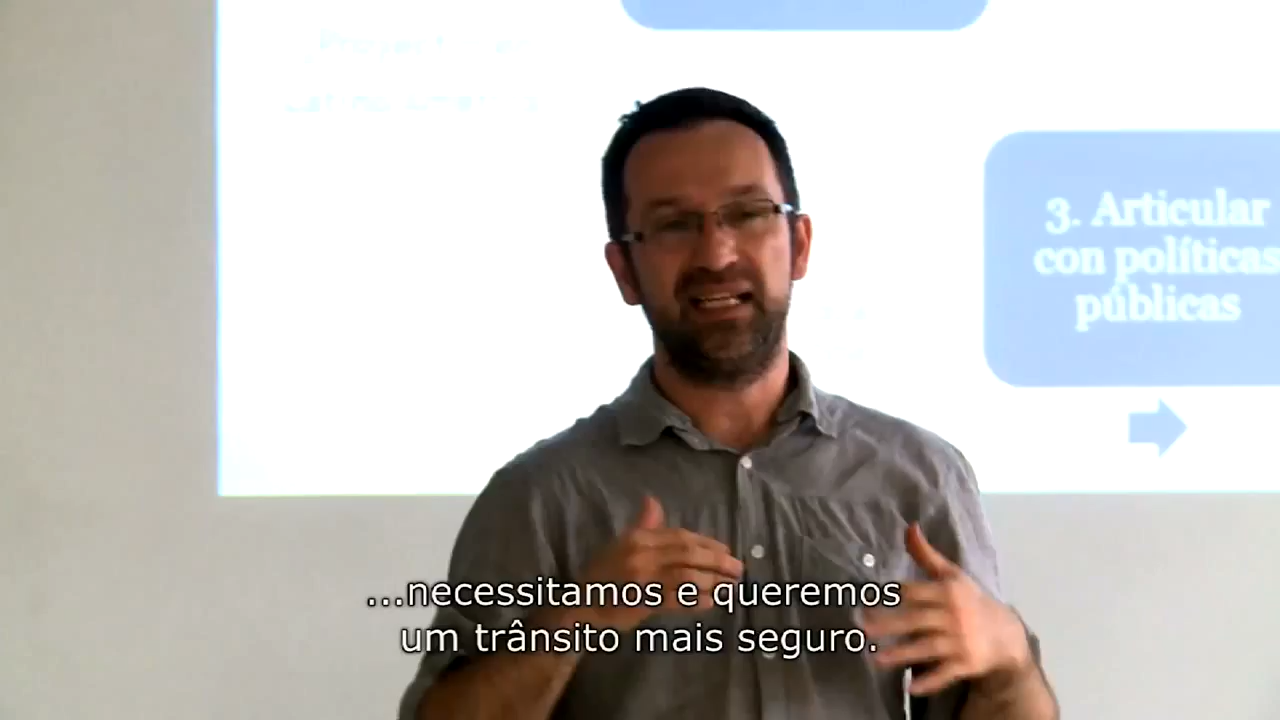 3. Articular
con políticas
públicas
...necessitamos e queremos
um trânsito mais seguro.